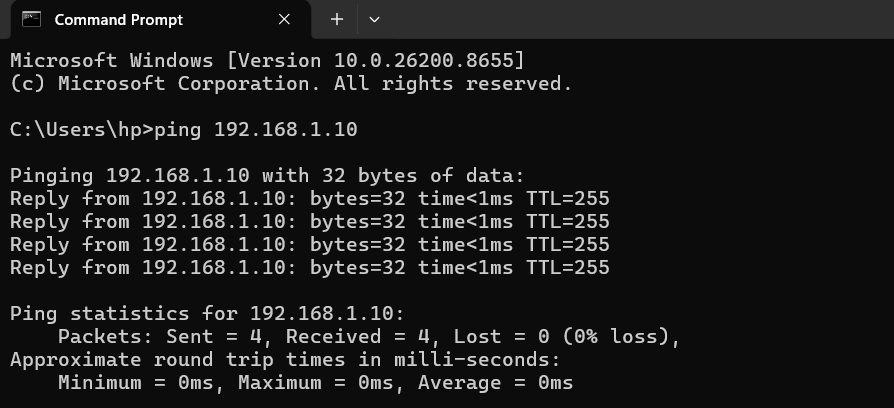 Command Prompt
Microsoft Windows [Version 10.0.26200.8655]
(c) Microsoft Corporation. All rights reserved.
C:\Users\hp>ping 192.168.1.10
Pinging 192.168.1.10 with 32 bytes of data:
Reply from 192.168.1.10: bytes=32 time<1ms TTL=255
Reply from 192.168.1.10: bytes=32 time<1ms TTL=255
Reply from 192.168.1.10: bytes=32 time<1ms TTL=255
Reply from 192.168.1.10: bytes=32 time<1ms TTL=255
Ping statistics for 192.168.1.10:
    Packets: Sent = 4, Received = 4, Lost = 0 (0% loss),
Approximate round trip times in milli-seconds:
    Minimum = 0ms, Maximum = 0ms, Average = 0ms